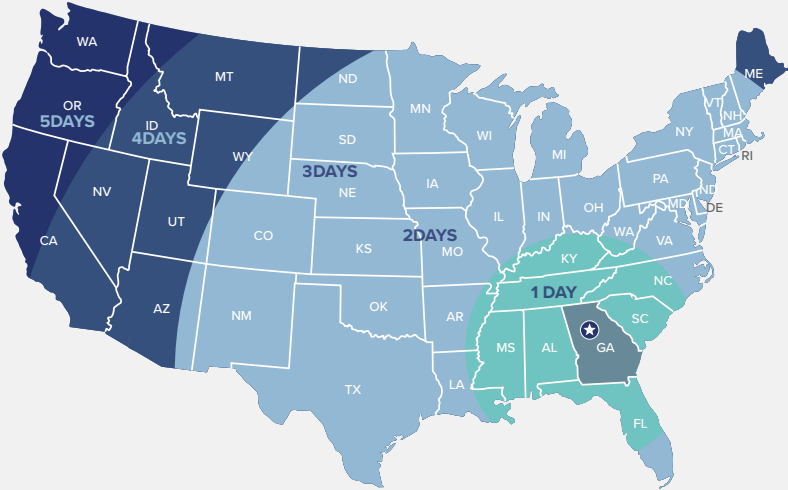 WA
MT
ND
ME
OR
5DAYS
ID
4DAYS
MN
VT
NH
WI
NY
MA
SD
CT
RI
WY
MI
3DAYS
PA
IA
NE
NV
ND
MD
DE
UT
IL
IN
OH
CO
2DAYS
WA
VA
CA
KS
MO
KY
NC
1 DAY
AZ
OK
NM
AR
SC
MS
AL
GA
TX
LA
FL